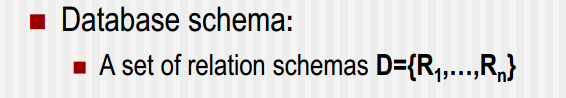 Database schema:
A set of relation schemas D={R₁,...,Rₙ}